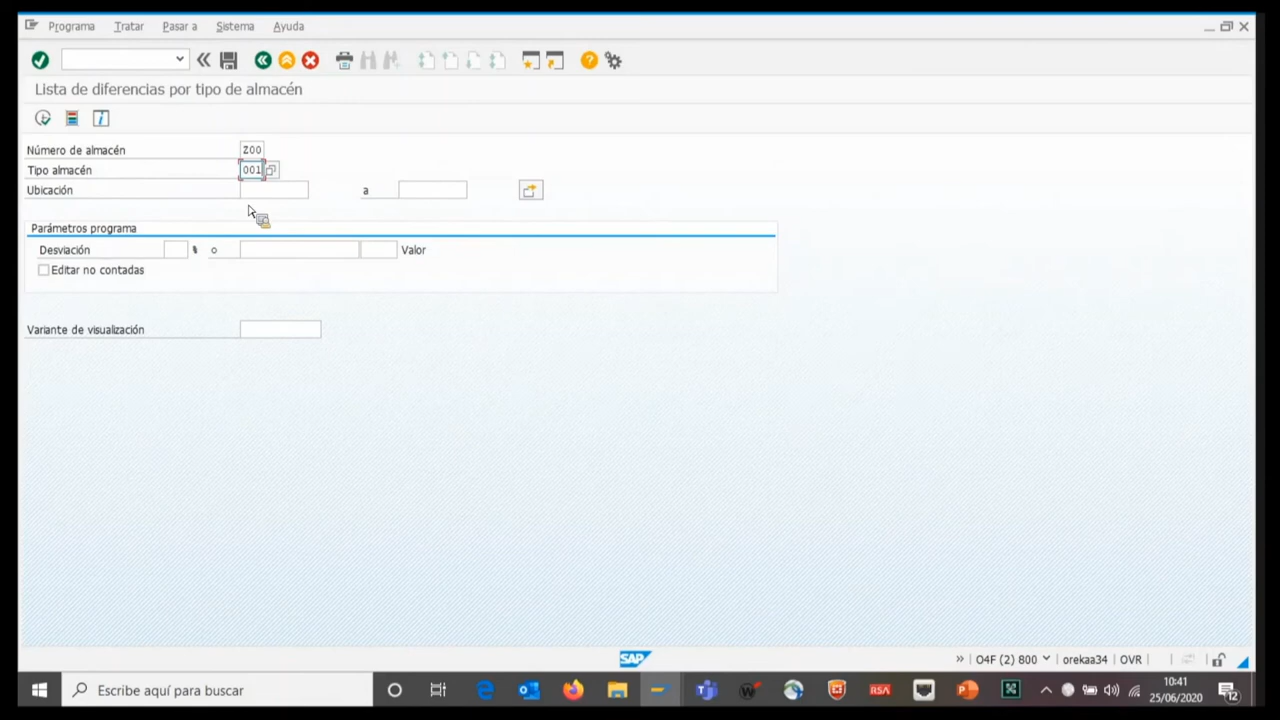 Programa Tratar Pasar a Sistema Ayuda
Lista de diferencias por tipo de almacén
Número de almacén Z00
Tipo almacén 001
Ubicación a
Parámetros programa
Desviación % o Valor
Editar no contadas
Variante de visualización
SAP
» O4F (2) 800 orekaa34 OVR
Escribe aquí para buscar
RSA
10:41
25/06/2020
12